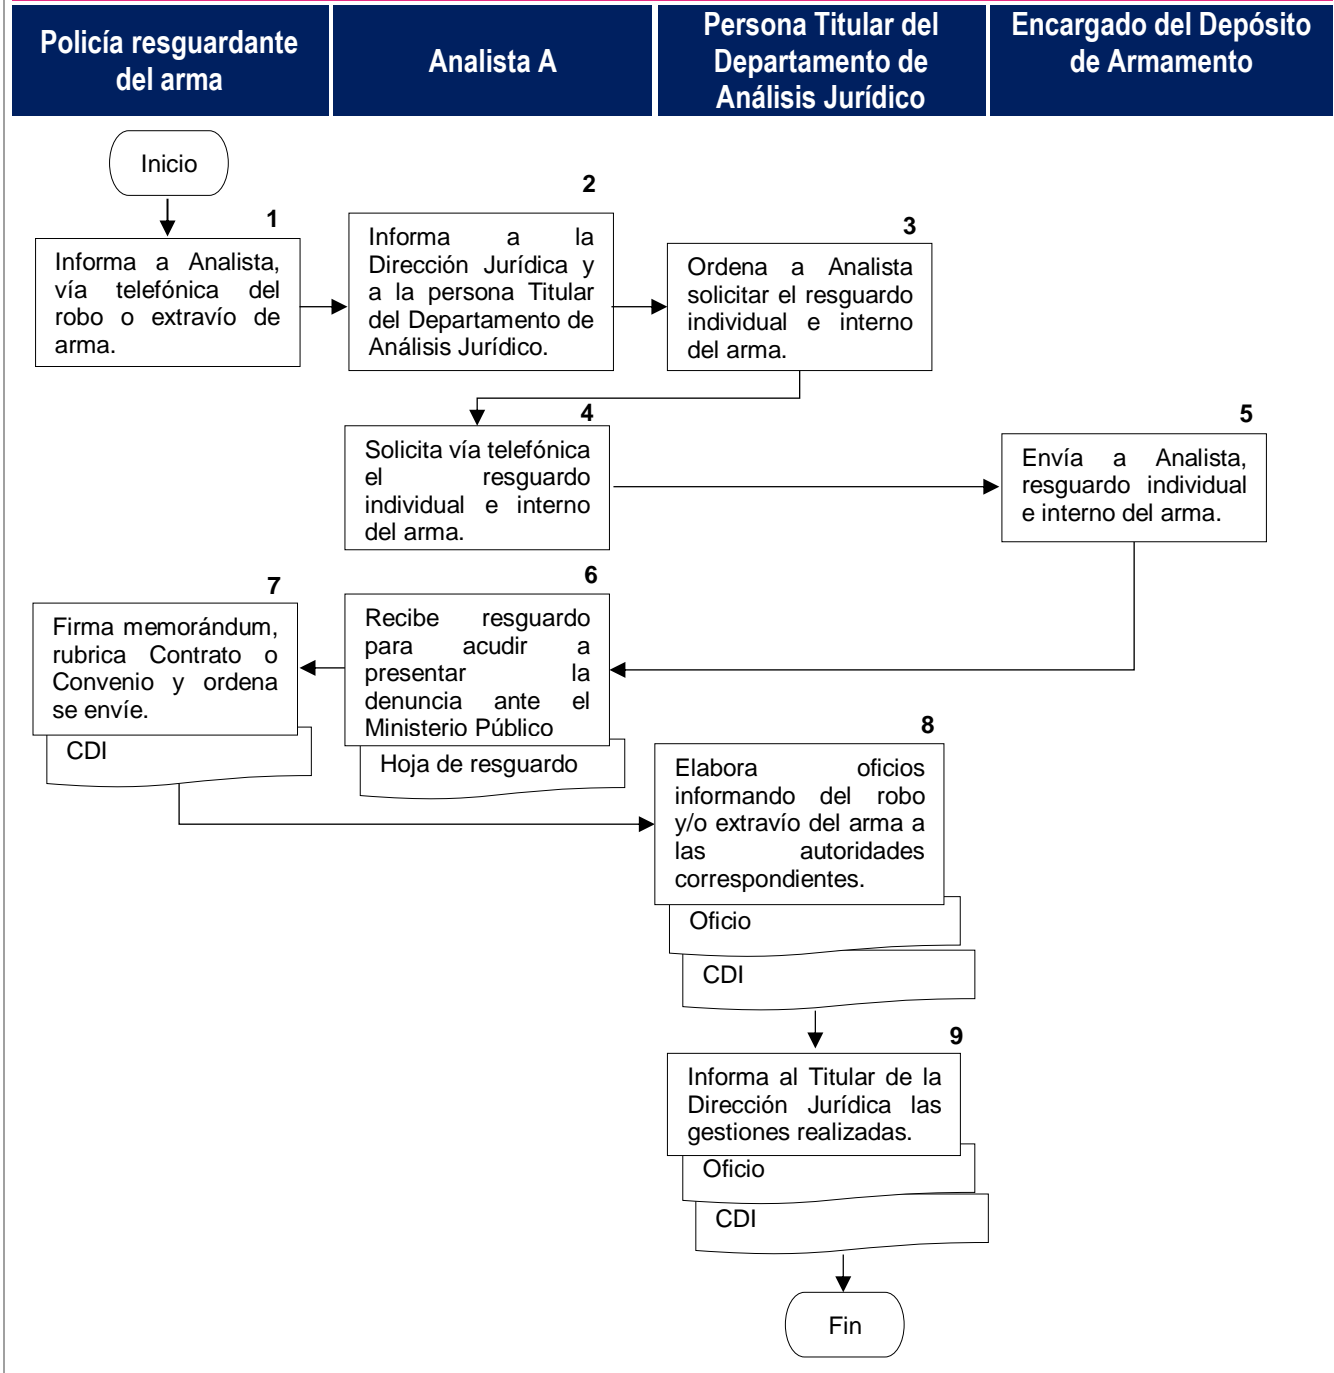 Policía resguardante
del arma
Analista A
Persona Titular del
Departamento de
Análisis Jurídico
Encargado del Depósito
de Armamento
Inicio
1
Informa a Analista,
vía telefónica del
robo o extravío de
arma.
2
Informa a la
Dirección Jurídica y
a la persona Titular
del Departamento de
Análisis Jurídico.
3
Ordena a Analista
solicitar el resguardo
individual e interno
del arma.
4
Solicita vía telefónica
el resguardo
individual e interno
del arma.
5
Envía a Analista,
resguardo individual
e interno del arma.
6
Recibe resguardo
para acudir a
presentar la
denuncia ante el
Ministerio Público
Hoja de resguardo
7
Firma memorándum,
rubrica Contrato o
Convenio y ordena
se envíe.
CDI
8
Elabora oficios
informando del robo
y/o extravío del arma a
las autoridades
correspondientes.
Oficio
CDI
9
Informa al Titular de la
Dirección Jurídica las
gestiones realizadas.
Oficio
CDI
Fin